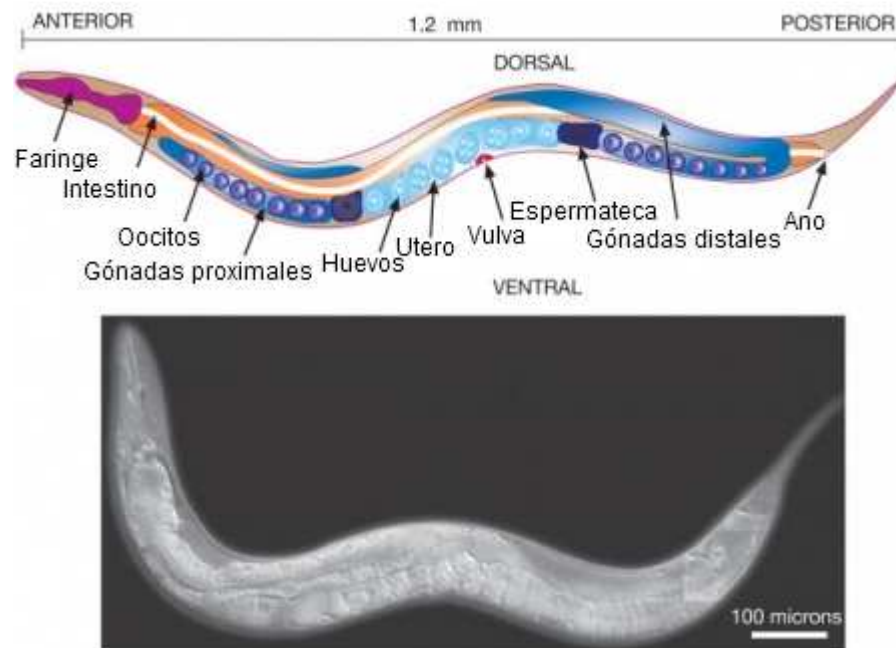 ANTERIOR
1,2 mm
POSTERIOR
DORSAL
Faringe
Intestino
Oocitos
Gónadas proximales
Huevos
Utero
Vulva
Espermateca
Gónadas distales
Ano
VENTRAL
100 microns